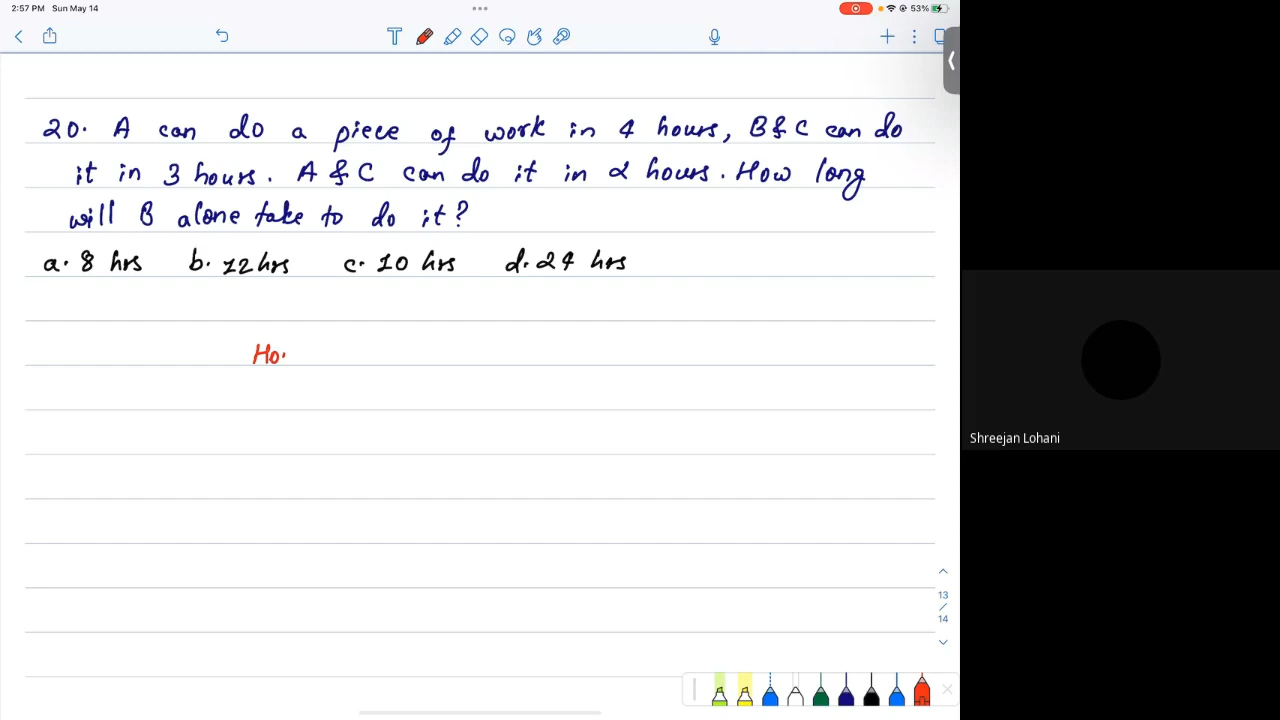 2:57 PM Sun May 14
53%
20. A can do a piece of work in 4 hours, B & C can do
it in 3 hours. A & C can do it in 2 hours. How long
will B alone take to do it?
a. 8 hrs b. 12 hrs c. 10 hrs d. 24 hrs
Ho.
Shreejan Lohani
13
/
14